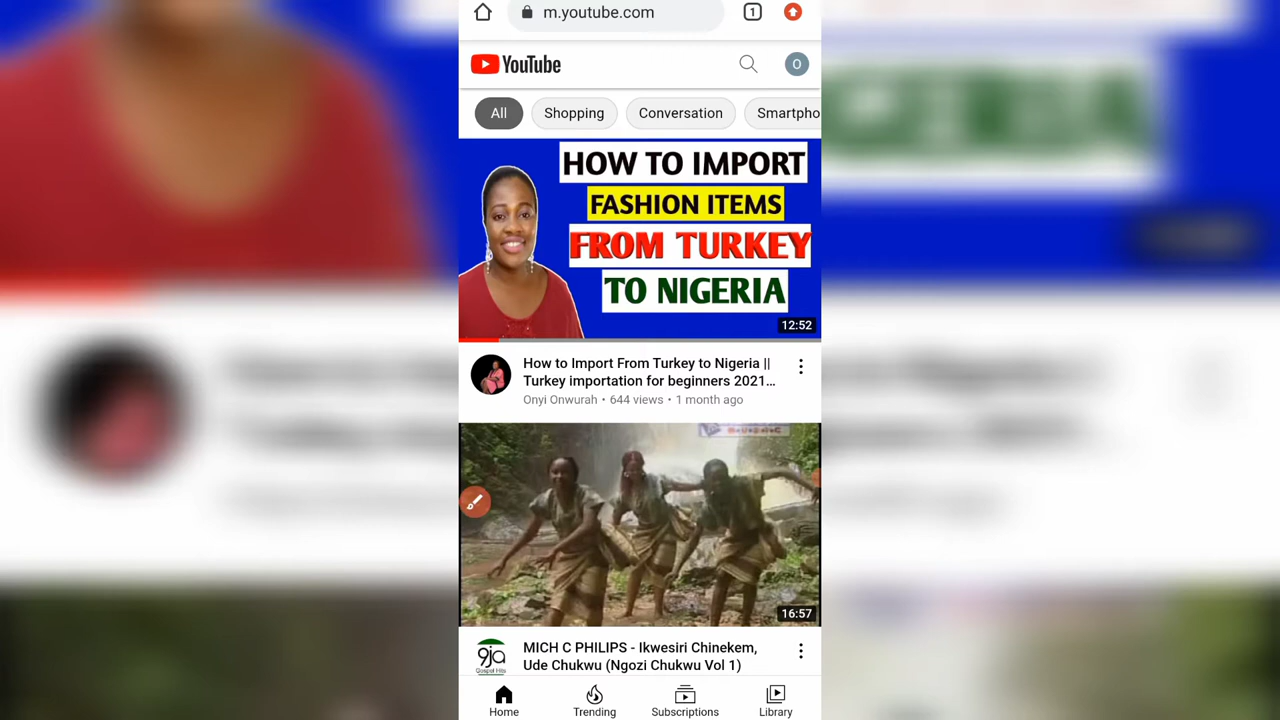 m.youtube.com
1
YouTube
O
All
Shopping
Conversation
Smartpho
HOW TO IMPORT
FASHION ITEMS
FROM TURKEY
TO NIGERIA
12:52
How to Import From Turkey to Nigeria ||
Turkey importation for beginners 2021...
Onyi Onwurah • 644 views • 1 month ago
16:57
9ja
Gospel Hits
MICH C PHILIPS - Ikwesiri Chinekem,
Ude Chukwu (Ngozi Chukwu Vol 1)
Home
Trending
Subscriptions
Library